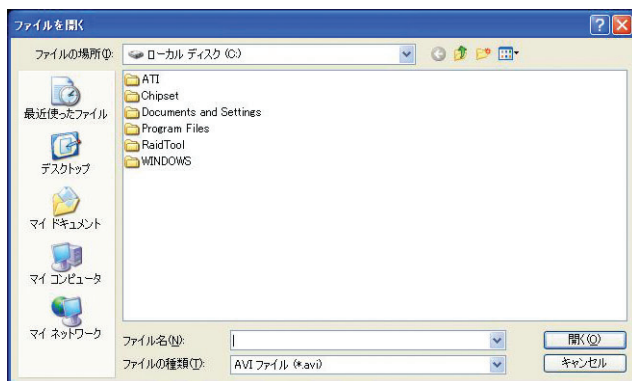 ファイルを開く
ファイルの場所(I):
ローカル ディスク (C:)
ATI
Chipset
Documents and Settings
Program Files
RaidTool
WINDOWS
最近使ったファイル
デスクトップ
マイ ドキュメント
マイ コンピュータ
マイ ネットワーク
ファイル名(N):
開く(O)
ファイルの種類(T):
AVI ファイル (*.avi)
キャンセル